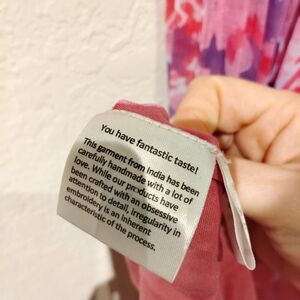 You have fantastic taste!
This garment from India has been
carefully handmade with a lot of
love. While our products have
been crafted with an obsessive
attention to detail, irregularity in
embroidery is an inherent
characteristic of the process.